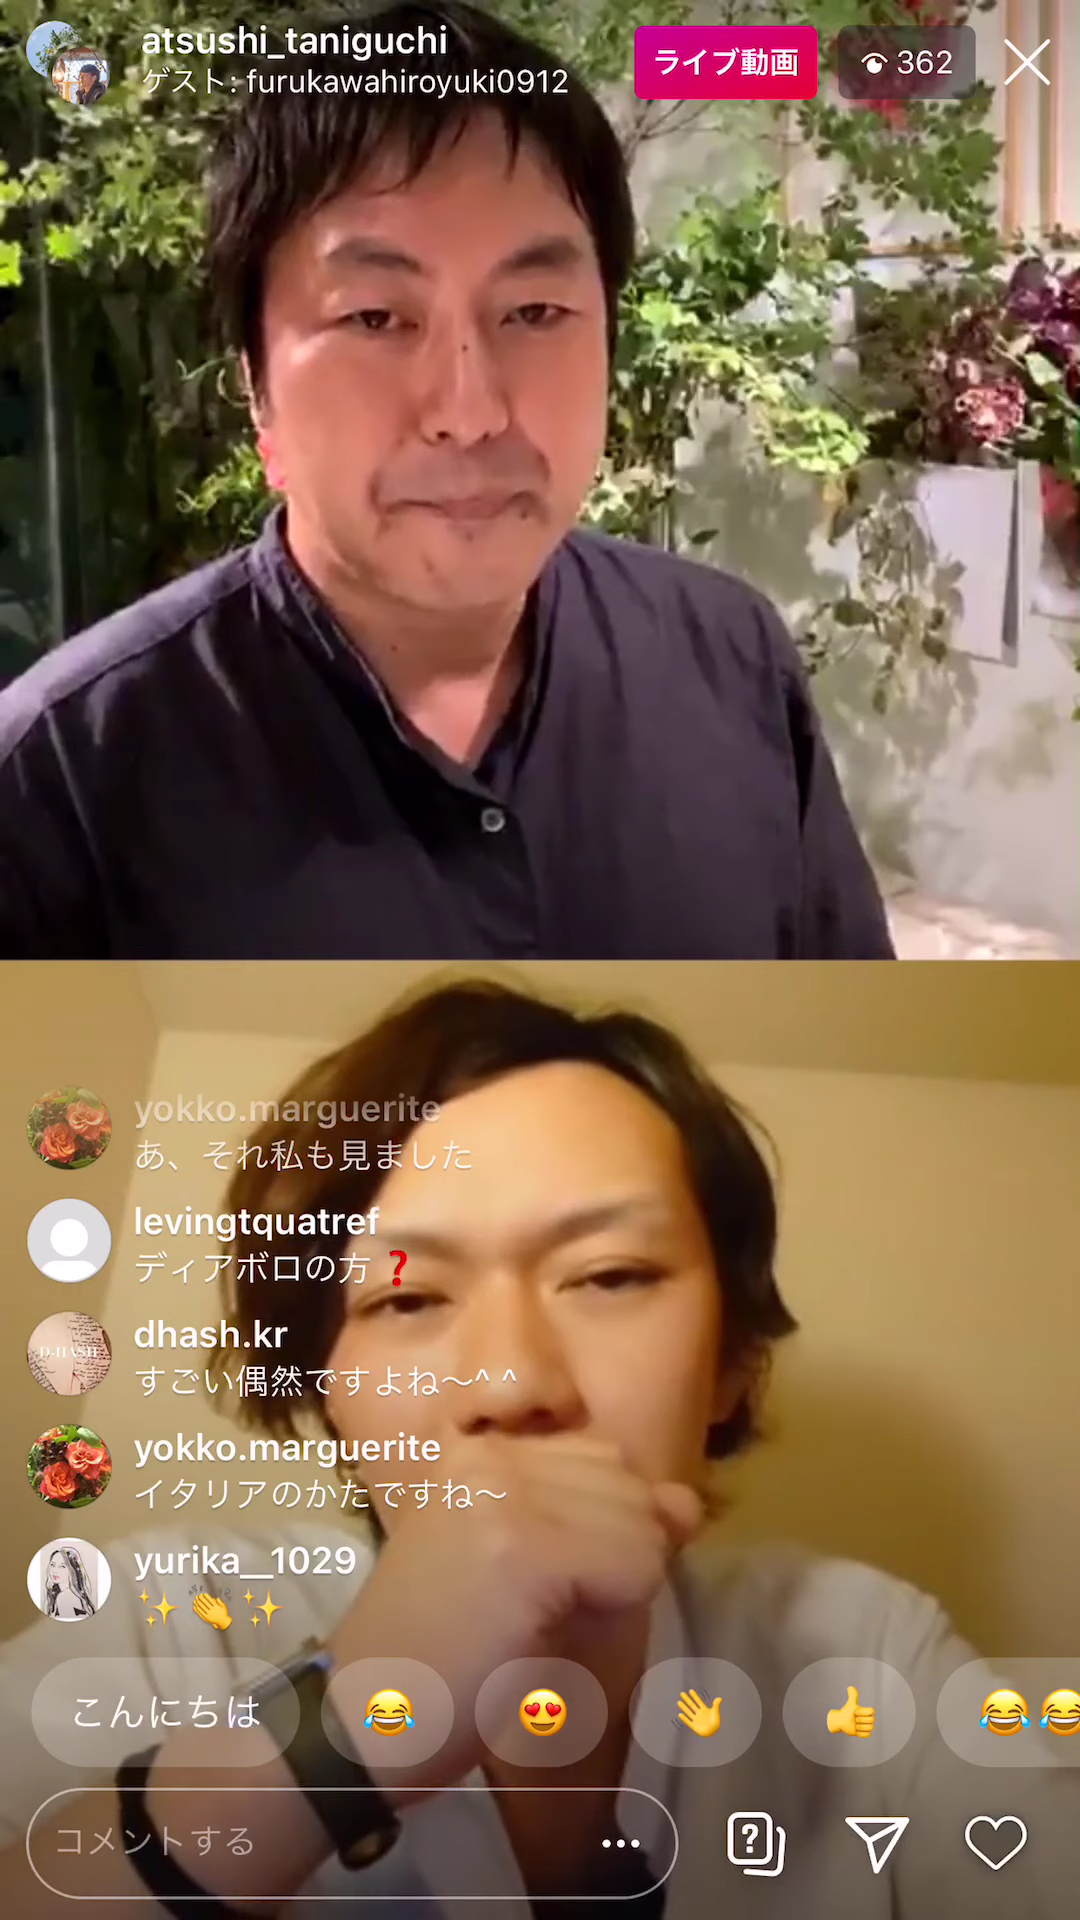 atsushi_taniguchi
ゲスト: furukawahiroyuki0912
ライブ動画
362
yokko.marguerite
あ、それ私も見ました
levingtquatref
ディアボロの方❓
dhash.kr
D-HASH
すごい偶然ですよね〜^ ^
yokko.marguerite
イタリアのかたですね〜
yurika__1029
✨👏✨
こんにちは 😂 😍 👋 👍 😂😂
コメントする